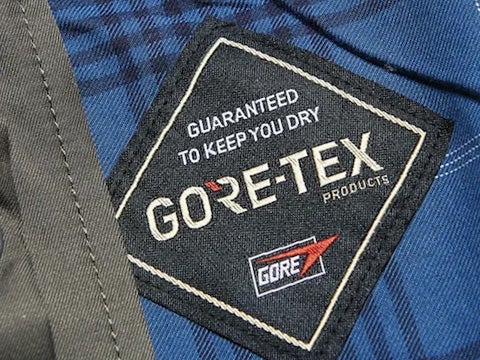 GUARANTEED
TO KEEP YOU DRY
GORE-TEX
PRODUCTS
GORE